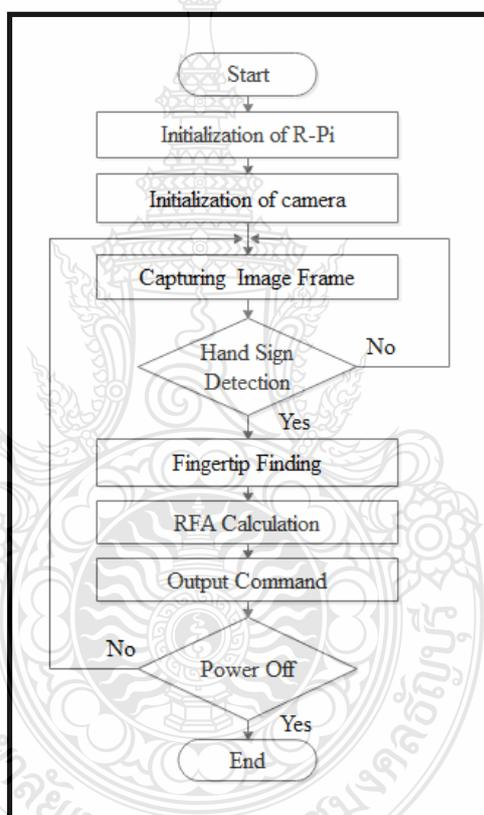 Start
Initialization of R-Pi
Initialization of camera
Capturing Image Frame
Hand Sign
Detection
No
Yes
Fingertip Finding
RFA Calculation
Output Command
No
Power Off
Yes
End